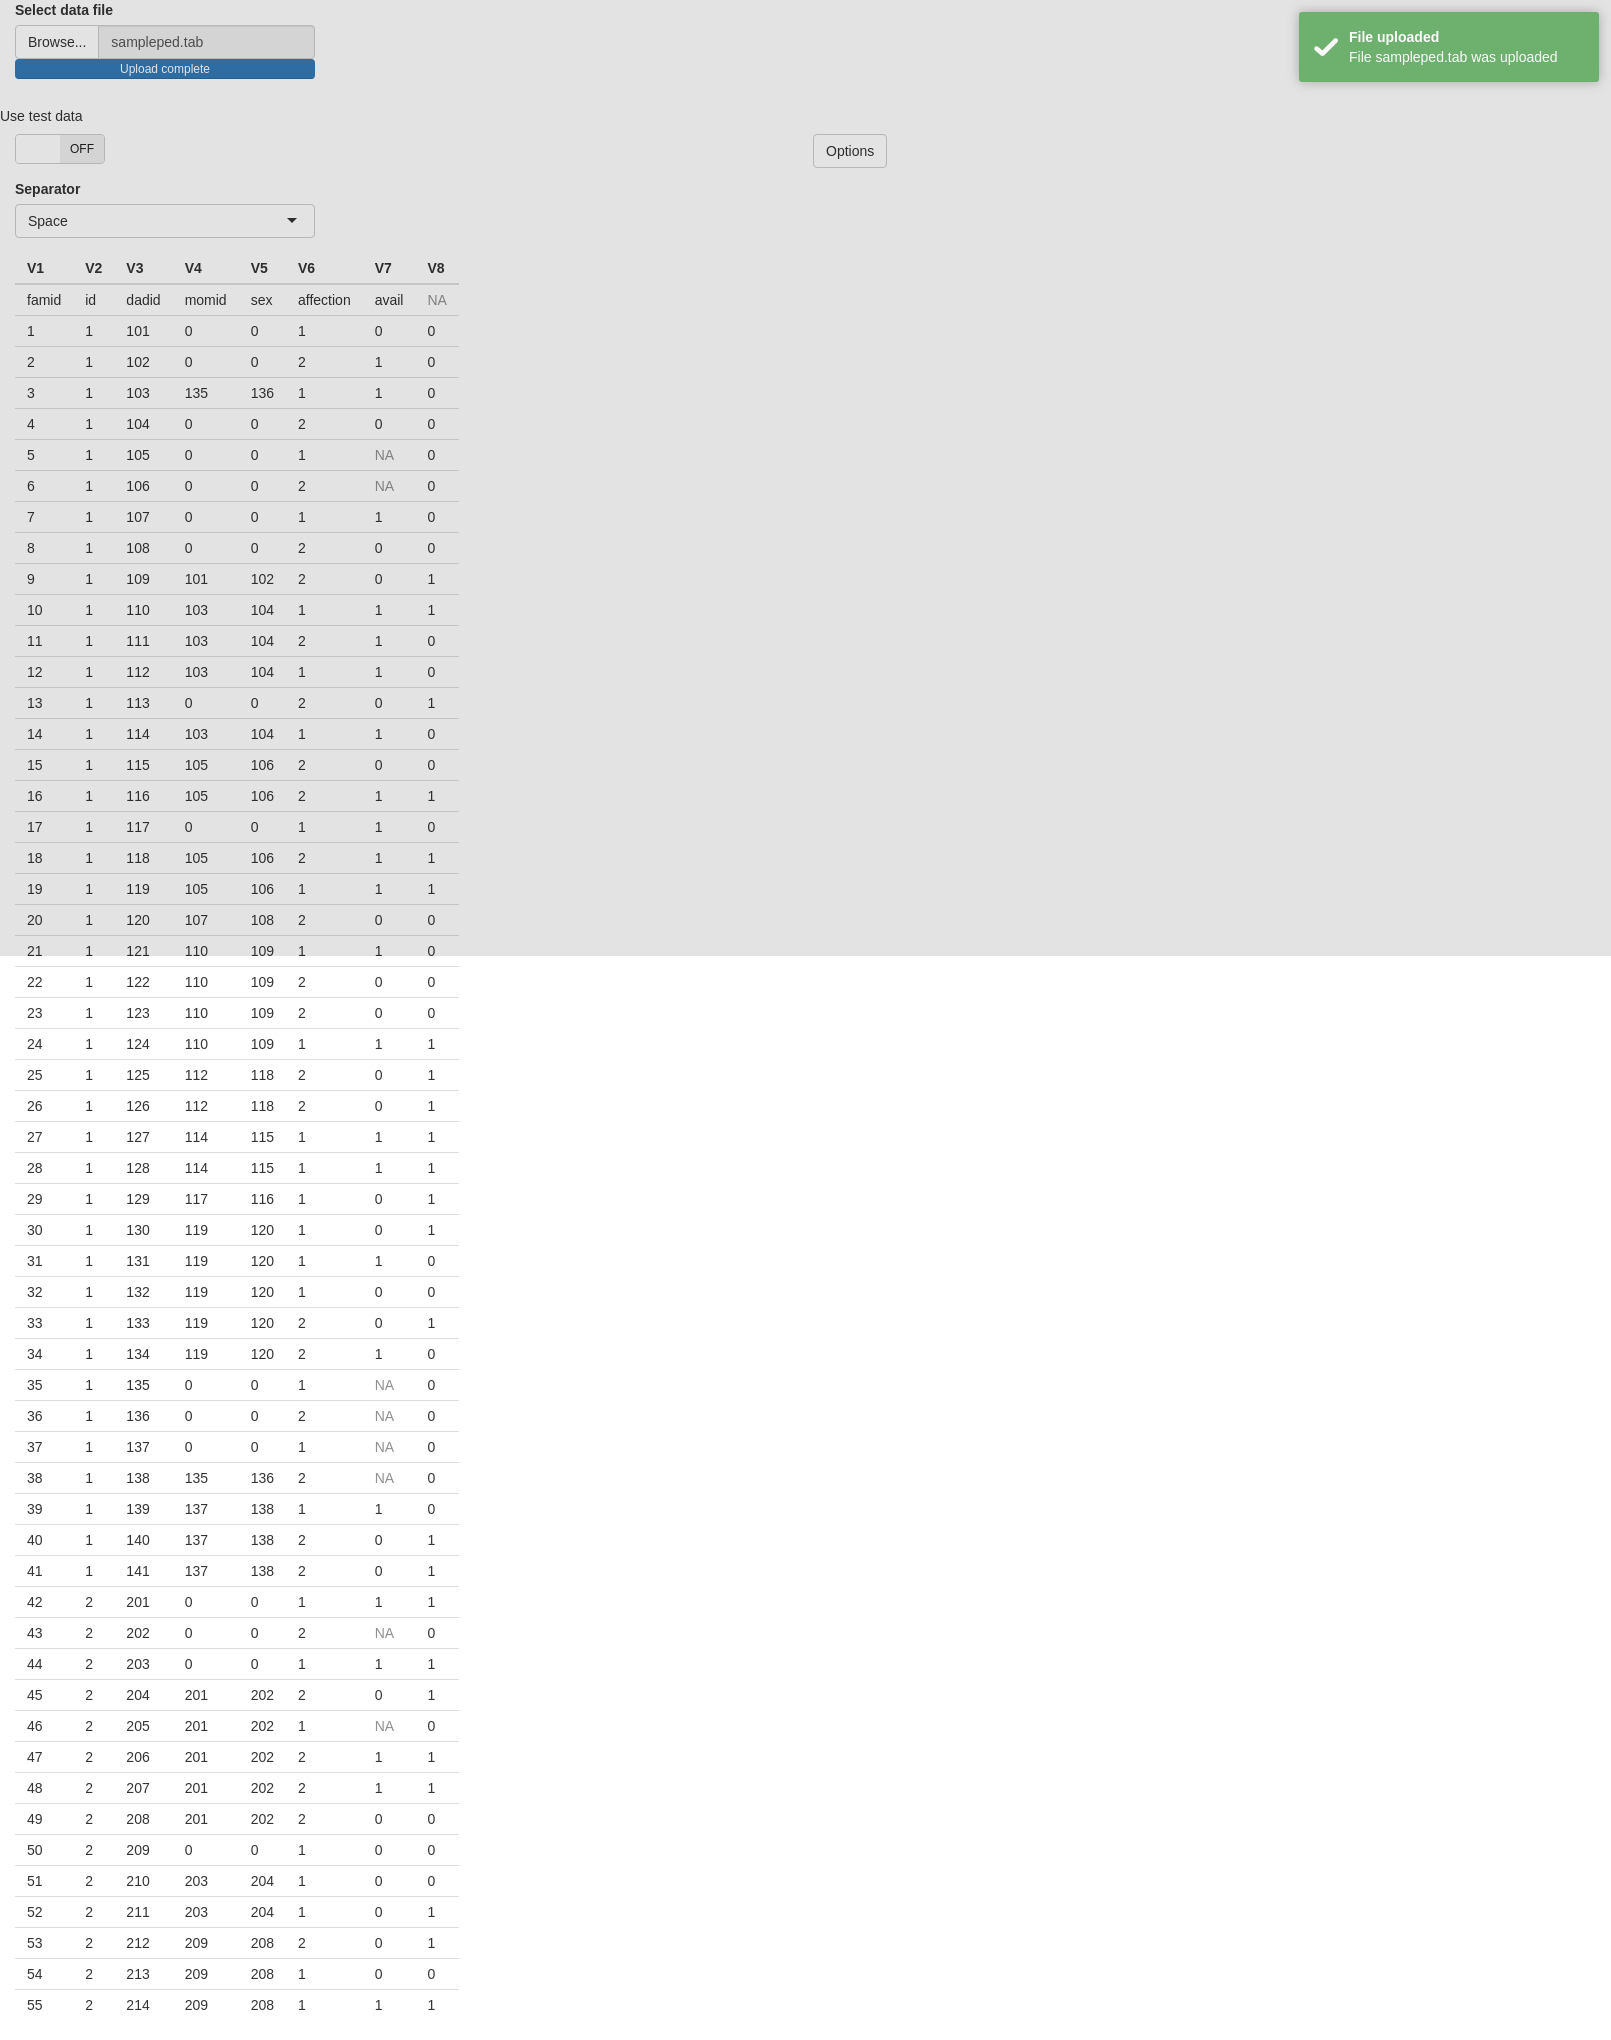 Select data file
Browse... sampleped.tab
Upload complete
File uploaded
File sampleped.tab was uploaded
Use test data
OFF
Options
Separator
Space
V1 V2 V3 V4 V5 V6 V7 V8
famid id dadid momid sex affection avail NA
1 1 101 0 0 1 0 0
2 1 102 0 0 2 1 0
3 1 103 135 136 1 1 0
4 1 104 0 0 2 0 0
5 1 105 0 0 1 NA 0
6 1 106 0 0 2 NA 0
7 1 107 0 0 1 1 0
8 1 108 0 0 2 0 0
9 1 109 101 102 2 0 1
10 1 110 103 104 1 1 1
11 1 111 103 104 2 1 0
12 1 112 103 104 1 1 0
13 1 113 0 0 2 0 1
14 1 114 103 104 1 1 0
15 1 115 105 106 2 0 0
16 1 116 105 106 2 1 1
17 1 117 0 0 1 1 0
18 1 118 105 106 2 1 1
19 1 119 105 106 1 1 1
20 1 120 107 108 2 0 0
21 1 121 110 109 1 1 0
22 1 122 110 109 2 0 0
23 1 123 110 109 2 0 0
24 1 124 110 109 1 1 1
25 1 125 112 118 2 0 1
26 1 126 112 118 2 0 1
27 1 127 114 115 1 1 1
28 1 128 114 115 1 1 1
29 1 129 117 116 1 0 1
30 1 130 119 120 1 0 1
31 1 131 119 120 1 1 0
32 1 132 119 120 1 0 0
33 1 133 119 120 2 0 1
34 1 134 119 120 2 1 0
35 1 135 0 0 1 NA 0
36 1 136 0 0 2 NA 0
37 1 137 0 0 1 NA 0
38 1 138 135 136 2 NA 0
39 1 139 137 138 1 1 0
40 1 140 137 138 2 0 1
41 1 141 137 138 2 0 1
42 2 201 0 0 1 1 1
43 2 202 0 0 2 NA 0
44 2 203 0 0 1 1 1
45 2 204 201 202 2 0 1
46 2 205 201 202 1 NA 0
47 2 206 201 202 2 1 1
48 2 207 201 202 2 1 1
49 2 208 201 202 2 0 0
50 2 209 0 0 1 0 0
51 2 210 203 204 1 0 0
52 2 211 203 204 1 0 1
53 2 212 209 208 2 0 1
54 2 213 209 208 1 0 0
55 2 214 209 208 1 1 1